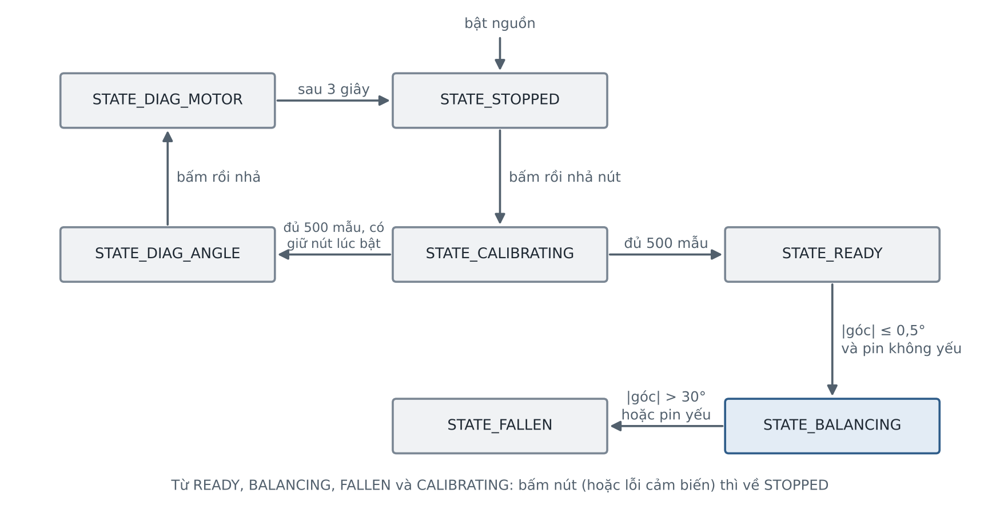 bật nguồn
STATE_DIAG_MOTOR
sau 3 giây
STATE_STOPPED
bấm rồi nhả
bấm rồi nhả nút
STATE_DIAG_ANGLE
đủ 500 mẫu, có
giữ nút lúc bật
STATE_CALIBRATING
đủ 500 mẫu
STATE_READY
|góc| ≤ 0,5°
và pin không yếu
STATE_FALLEN
|góc| > 30°
hoặc pin yếu
STATE_BALANCING
Từ READY, BALANCING, FALLEN và CALIBRATING: bấm nút (hoặc lỗi cảm biến) thì về STOPPED